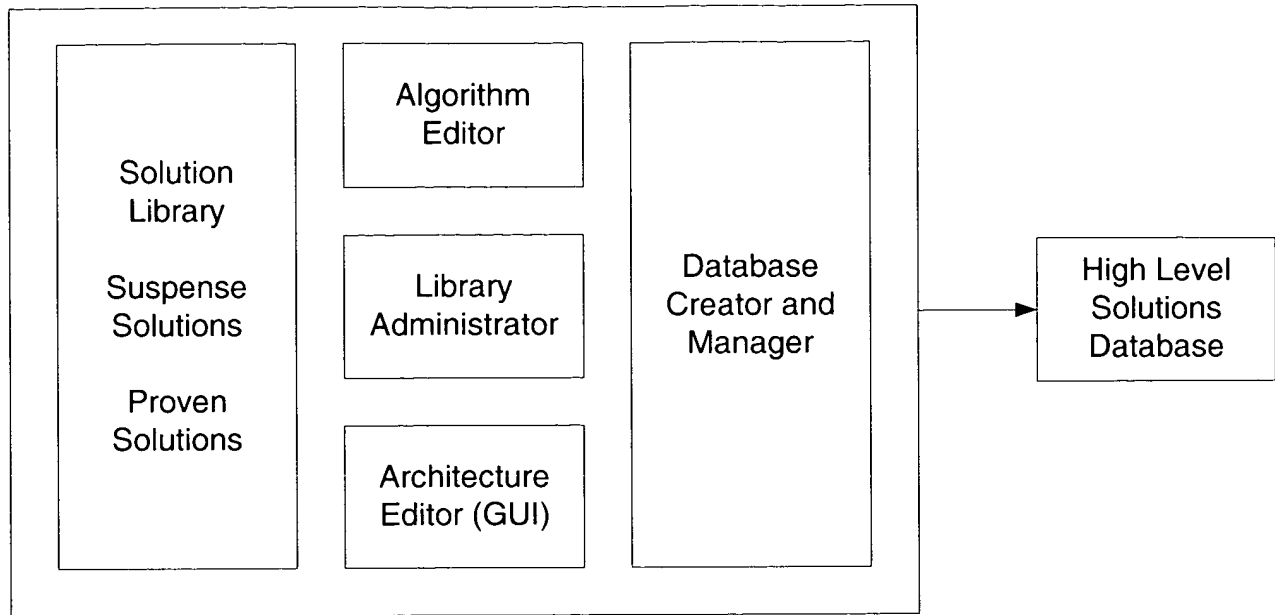 Solution
Library
Suspense
Solutions
Proven
Solutions
Algorithm
Editor
Library
Administrator
Architecture
Editor (GUI)
Database
Creator and
Manager
High Level
Solutions
Database